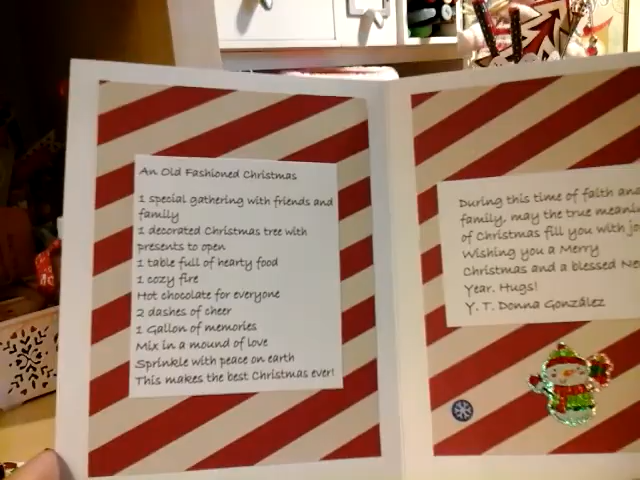 An Old Fashioned Christmas
1 special gathering with friends and
family
1 decorated Christmas tree with
presents to open
1 table full of hearty food
1 cozy fire
Hot chocolate for everyone
2 dashes of cheer
1 Gallon of memories
Mix in a mound of love
Sprinkle with peace on earth
This makes the best Christmas ever!
During this time of faith and
family, may the true meanin
of Christmas fill you with jo
Wishing you a Merry
Christmas and a blessed Ne
Year. Hugs!
Y. T. Donna González